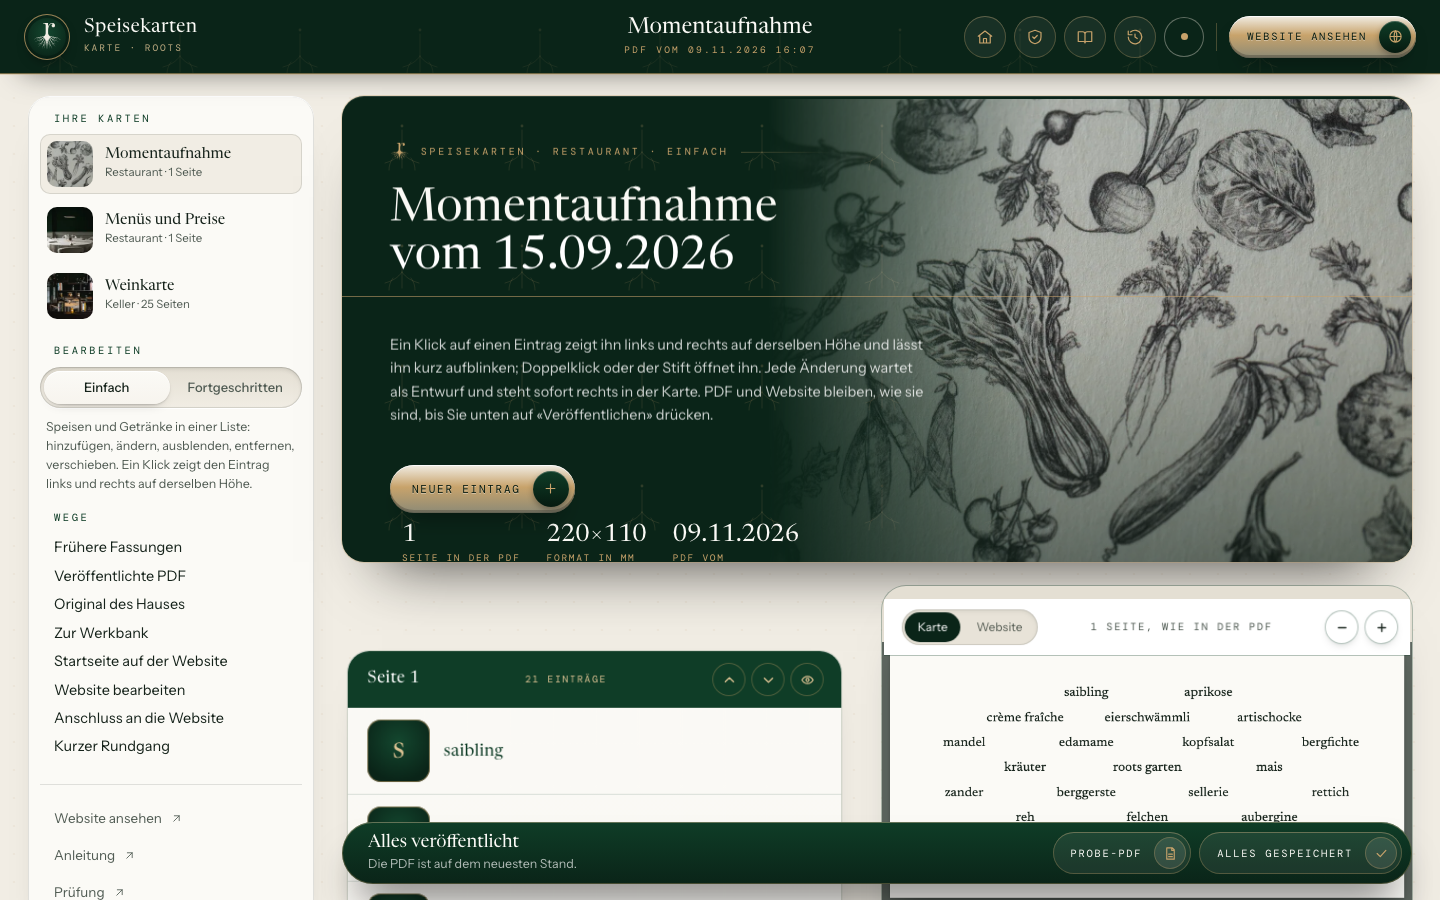 Speisekarten
KARTE · ROOTS
Momentaufnahme
PDF VOM 09.11.2026 16:07
WEBSITE ANSEHEN
IHRE KARTEN
Momentaufnahme
Restaurant · 1 Seite
Menüs und Preise
Restaurant · 1 Seite
Weinkarte
Keller · 25 Seiten
BEARBEITEN
Einfach
Fortgeschritten
Speisen und Getränke in einer Liste:
hinzufügen, ändern, ausblenden, entfernen,
verschieben. Ein Klick zeigt den Eintrag
links und rechts auf derselben Höhe.
WEGE
Frühere Fassungen
Veröffentlichte PDF
Original des Hauses
Zur Werkbank
Startseite auf der Website
Website bearbeiten
Anschluss an die Website
Kurzer Rundgang
Website ansehen
Anleitung
Prüfung
SPEISEKARTEN · RESTAURANT · EINFACH
Momentaufnahme
vom 15.09.2026
Ein Klick auf einen Eintrag zeigt ihn links und rechts auf derselben Höhe und lässt
ihn kurz aufblinken; Doppelklick oder der Stift öffnet ihn. Jede Änderung wartet
als Entwurf und steht sofort rechts in der Karte. PDF und Website bleiben, wie sie
sind, bis Sie unten auf «Veröffentlichen» drücken.
NEUER EINTRAG
1
SEITE IN DER PDF
220×110
FORMAT IN MM
09.11.2026
PDF VOM
Seite 1
21 EINTRÄGE
S
saibling
Karte
Website
1 SEITE, WIE IN DER PDF
saibling aprikose
crème fraîche eierschwämmli artischocke
mandel edamame kopfsalat bergfichte
kräuter roots garten mais
zander berggerste sellerie rettich
reh felchen aubergine
Alles veröffentlicht
Die PDF ist auf dem neuesten Stand.
PROBE-PDF
ALLES GESPEICHERT